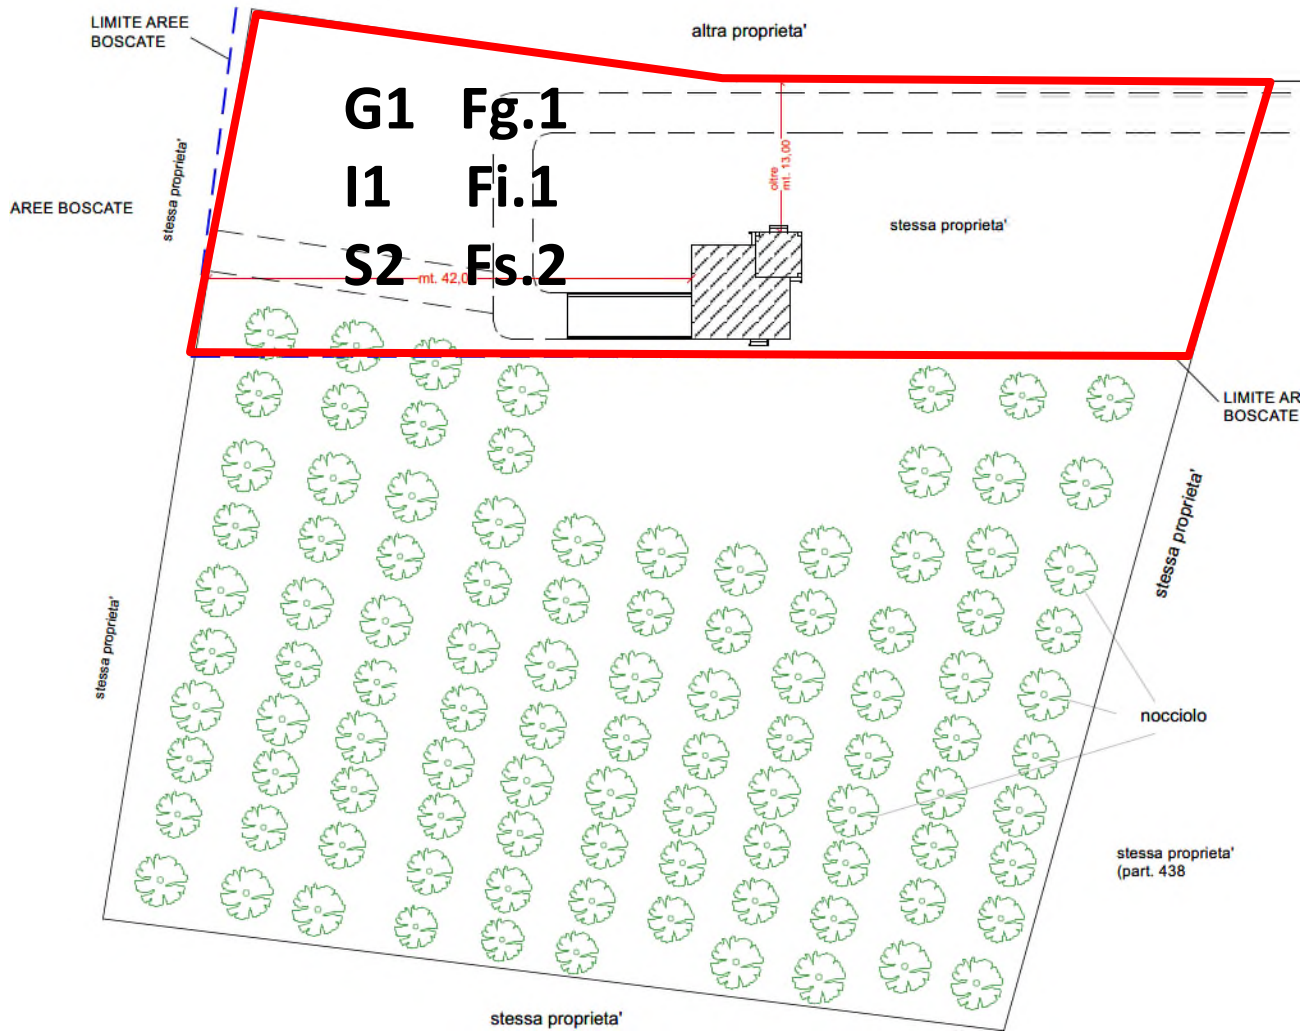 LIMITE AREE
BOSCATE
altra proprieta'
G1 Fg.1
I1 Fi.1
S2 Fs.2
oltre
mt. 13,00
stessa proprieta'
AREE BOSCATE
stessa proprieta'
mt. 42,0
LIMITE AR
BOSCATE
stessa proprieta'
stessa proprieta'
nocciolo
stessa proprieta'
(part. 438
stessa proprieta'